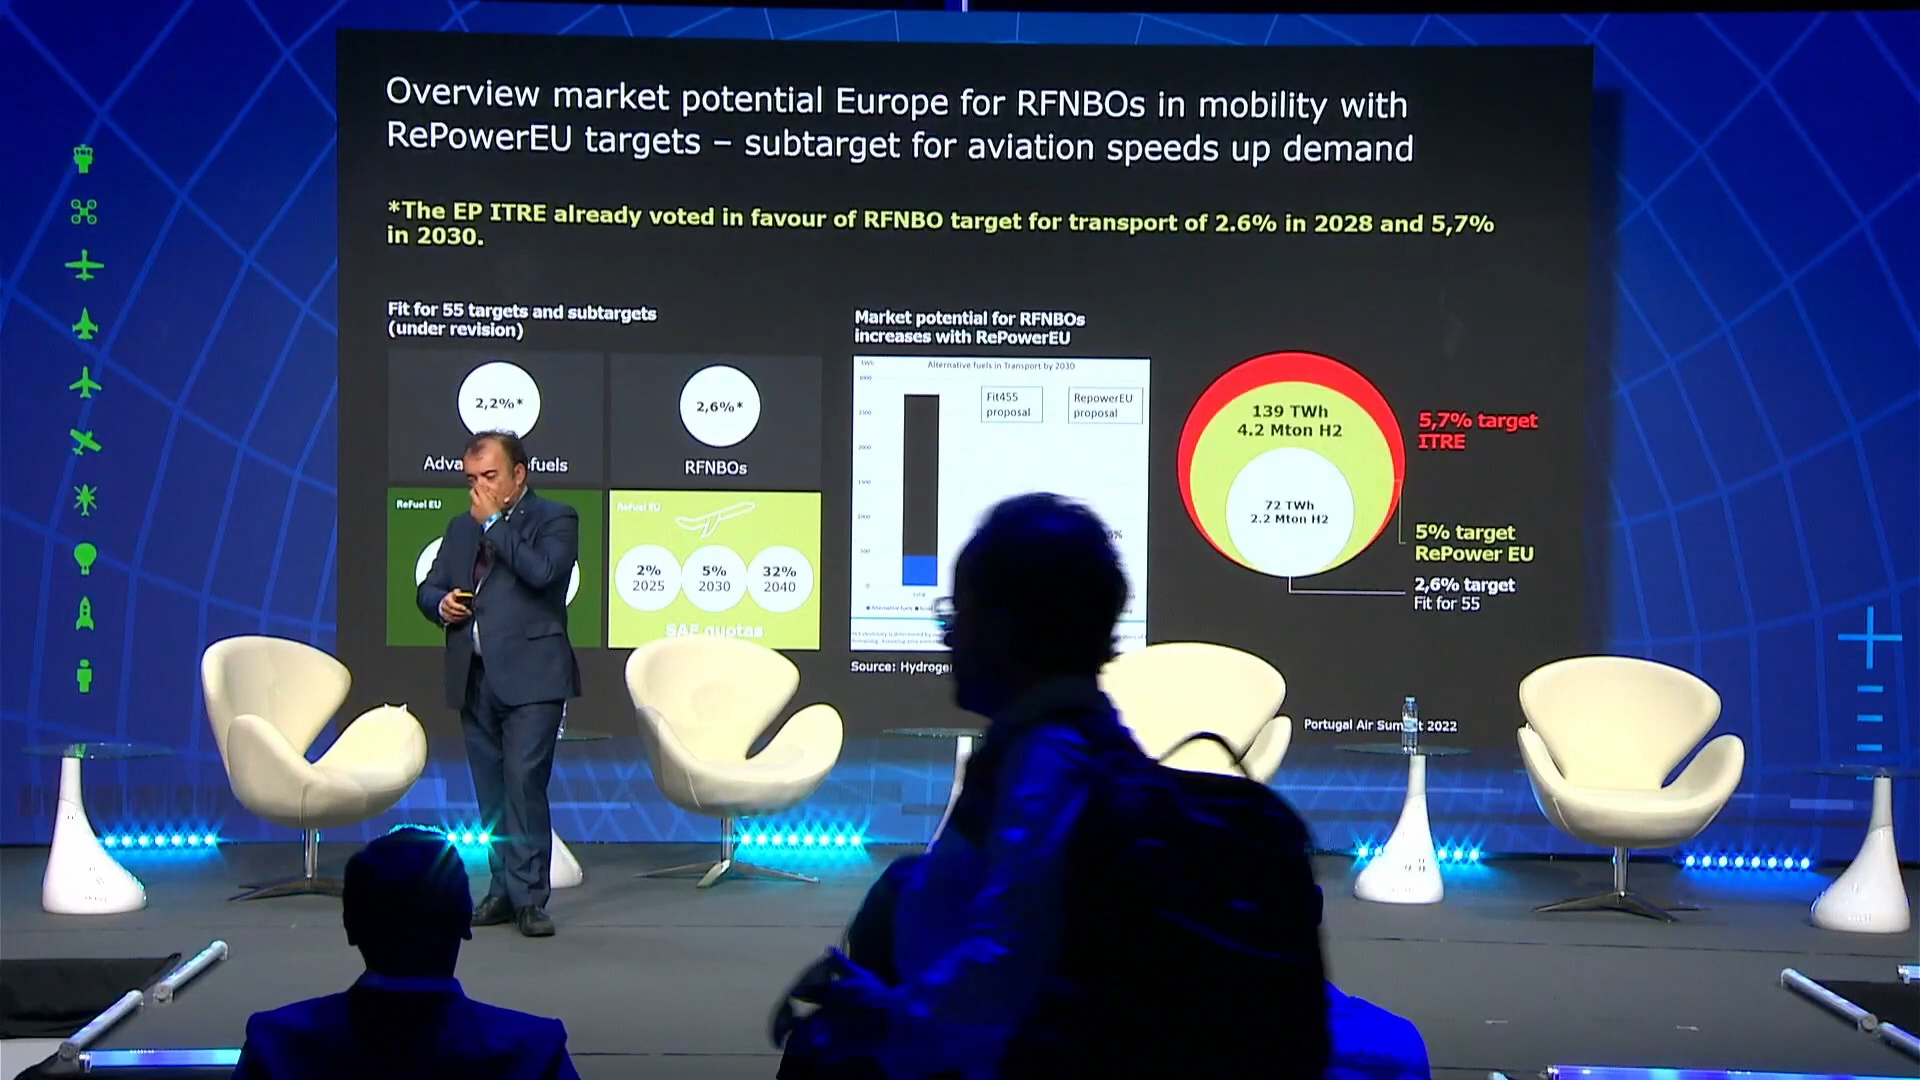 Overview market potential Europe for RFNBOs in mobility with
RePowerEU targets – subtarget for aviation speeds up demand
*The EP ITRE already voted in favour of RFNBO target for transport of 2.6% in 2028 and 5,7%
in 2030.
Fit for 55 targets and subtargets
(under revision)
2,2%*
fuels
2,6%*
RFNBOs
ReFuel EU
ReFuel EU
2%
2025
5%
2030
32%
2040
SAF quotas
Market potential for RFNBOs
increases with RePowerEU
Alternative fuels in Transport by 2030
TWh
Fit455
proposal
RepowerEU
proposal
Source:
139 TWh
4.2 Mton H2
72 TWh
2.2 Mton H2
5,7% target
ITRE
5% target
RePower EU
2,6% target
Fit for 55
Portugal Air Summit 2022